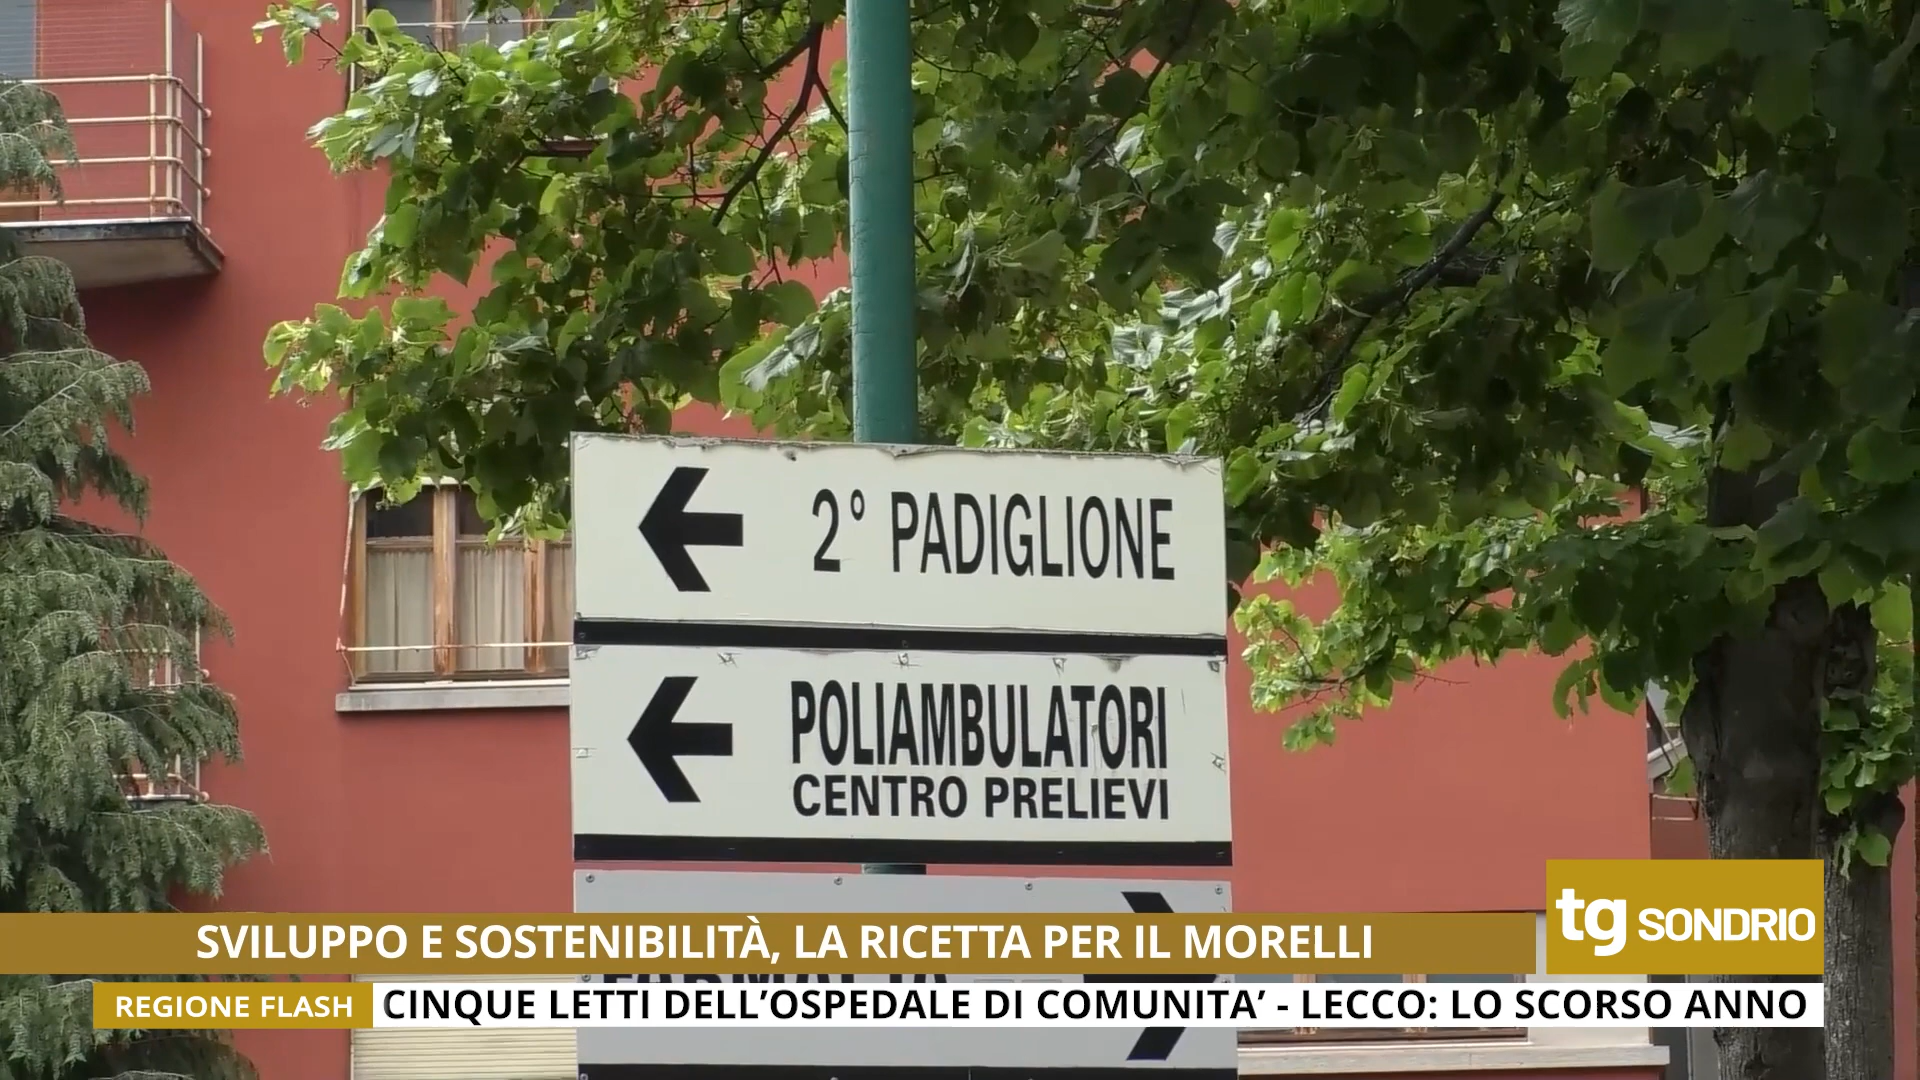 2° PADIGLIONE
POLIAMBULATORI
CENTRO PRELIEVI
tg SONDRIO
SVILUPPO E SOSTENIBILITÀ, LA RICETTA PER IL MORELLI
REGIONE FLASH
CINQUE LETTI DELL’OSPEDALE DI COMUNITA’ - LECCO: LO SCORSO ANNO